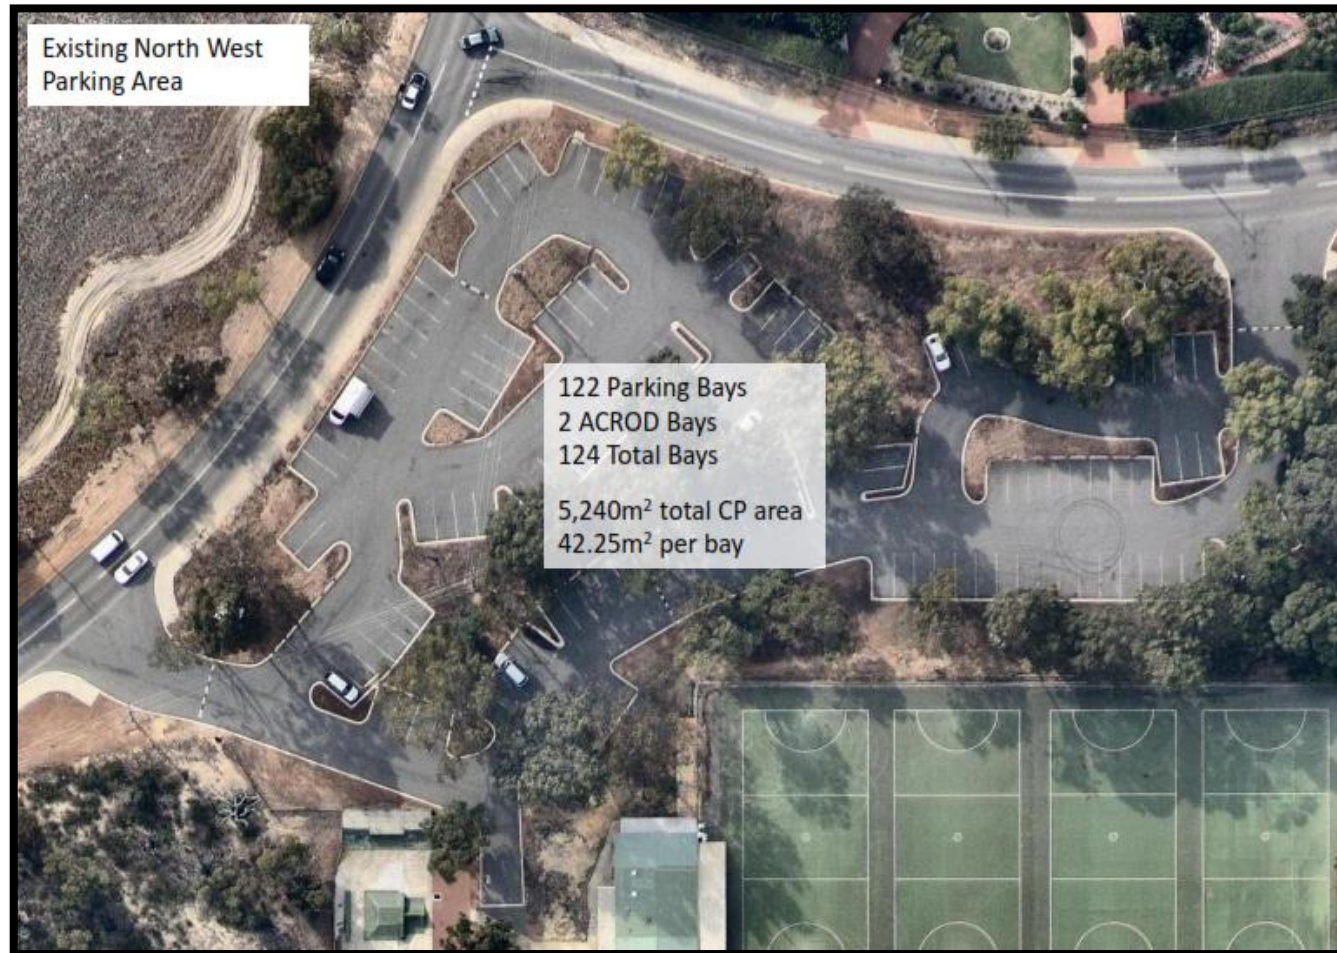 Existing North West
Parking Area
122 Parking Bays
2 ACROD Bays
124 Total Bays
5,240m² total CP area
42.25m² per bay